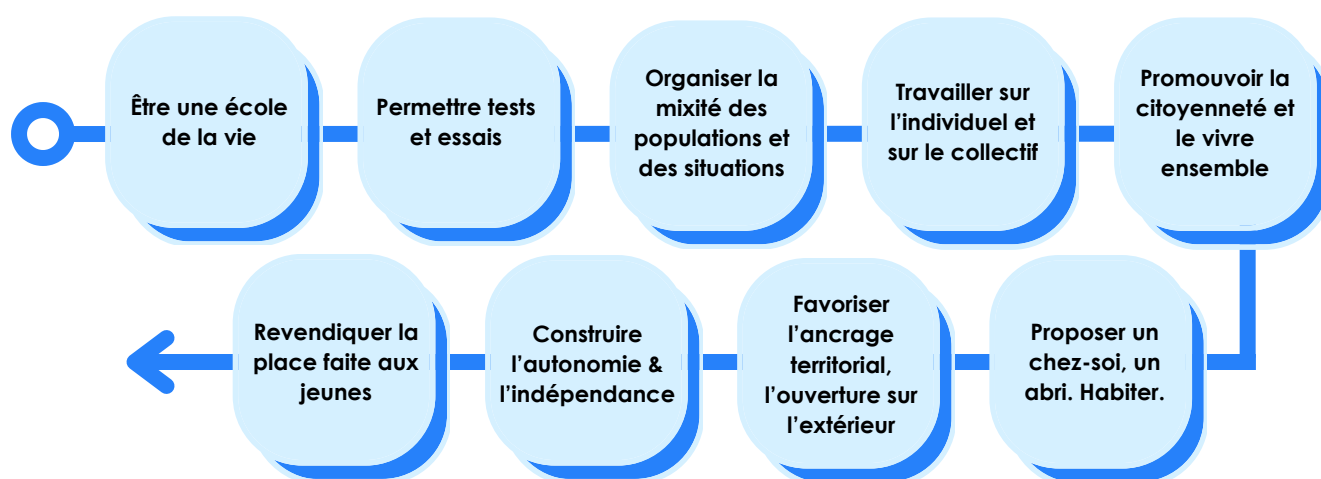 Être une école
de la vie
Permettre tests
et essais
Organiser la
mixité des
populations et
des situations
Travailler sur
l’individuel et
sur le collectif
Promouvoir la
citoyenneté et
le vivre
ensemble
Proposer un
chez-soi, un
abri. Habiter.
Favoriser
l’ancrage
territorial,
l’ouverture sur
l’extérieur
Construire
l’autonomie &
l’indépendance
Revendiquer la
place faite aux
jeunes